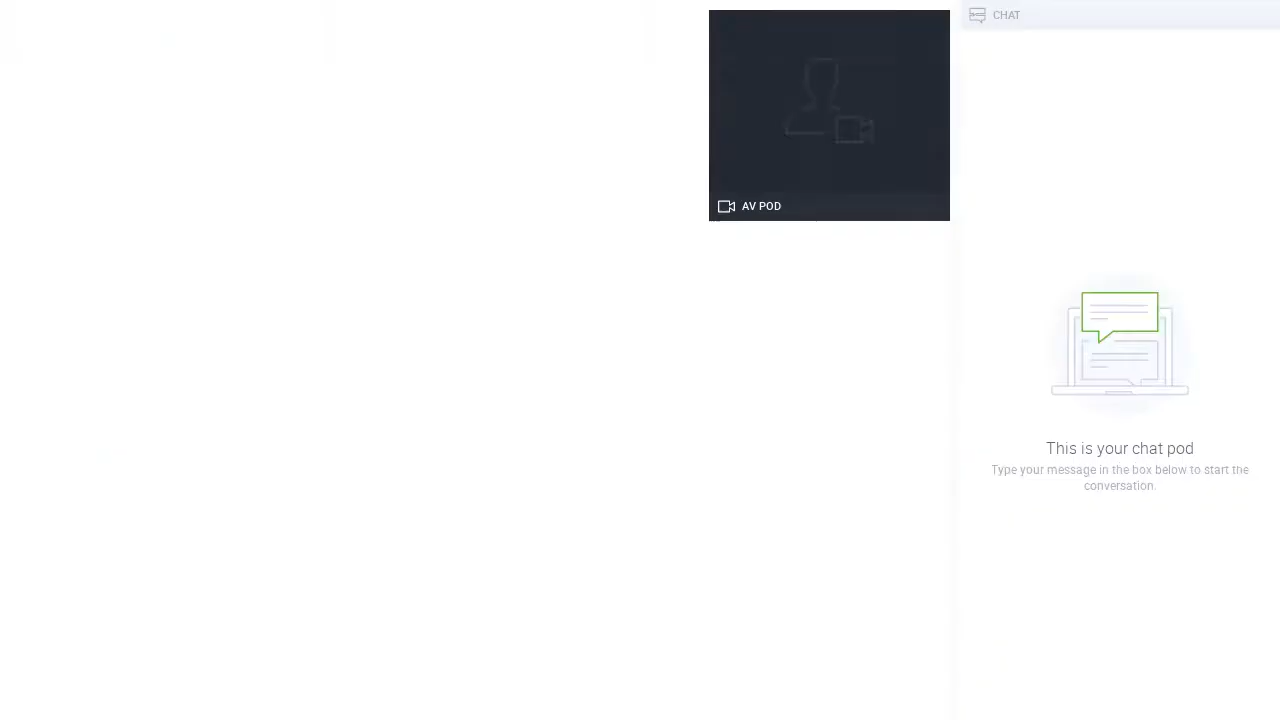 CHAT
AV POD
This is your chat pod
Type your message in the box below to start the
conversation.